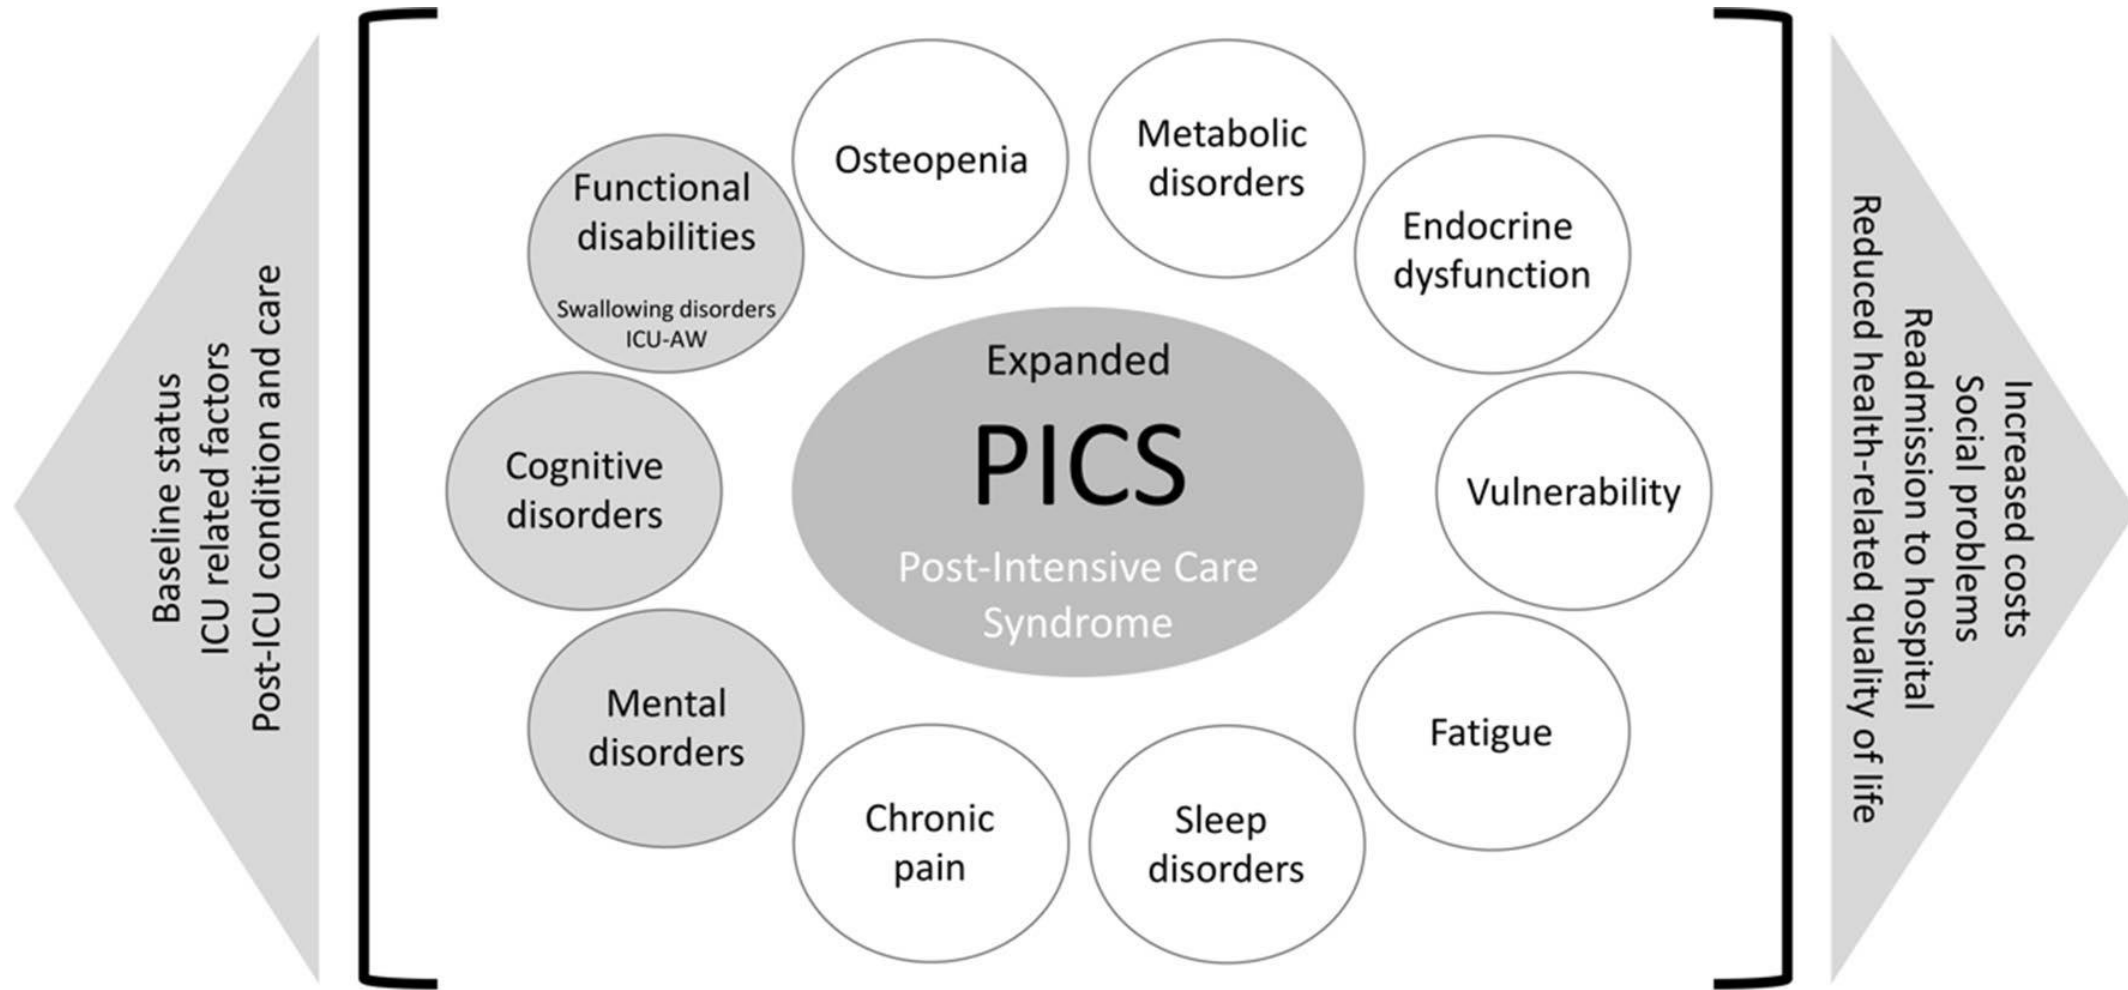 Baseline status
ICU related factors
Post-ICU condition and care
Functional
disabilities
Swallowing disorders
ICU-AW
Osteopenia
Metabolic
disorders
Endocrine
dysfunction
Cognitive
disorders
Expanded
PICS
Post-Intensive Care
Syndrome
Vulnerability
Mental
disorders
Chronic
pain
Sleep
disorders
Fatigue
Increased costs
Social problems
Readmission to hospital
Reduced health-related quality of life